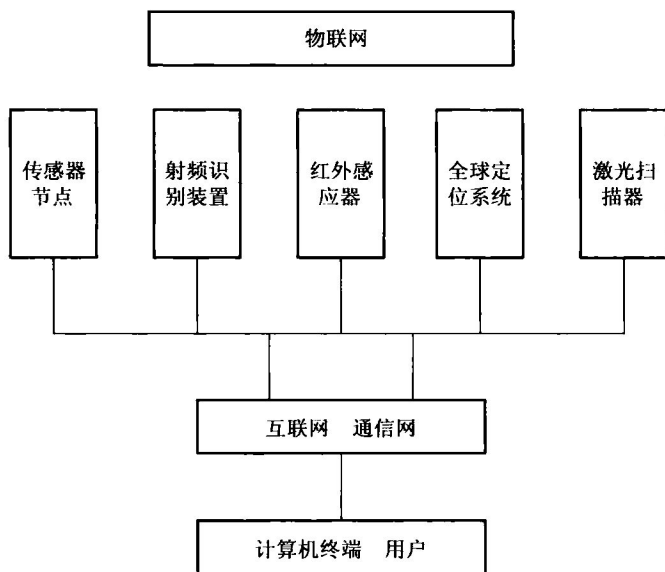 物联网
传感器
节点
射频识
别装置
红外感
应器
全球定
位系统
激光扫
描器
互联网 通信网
计算机终端 用户